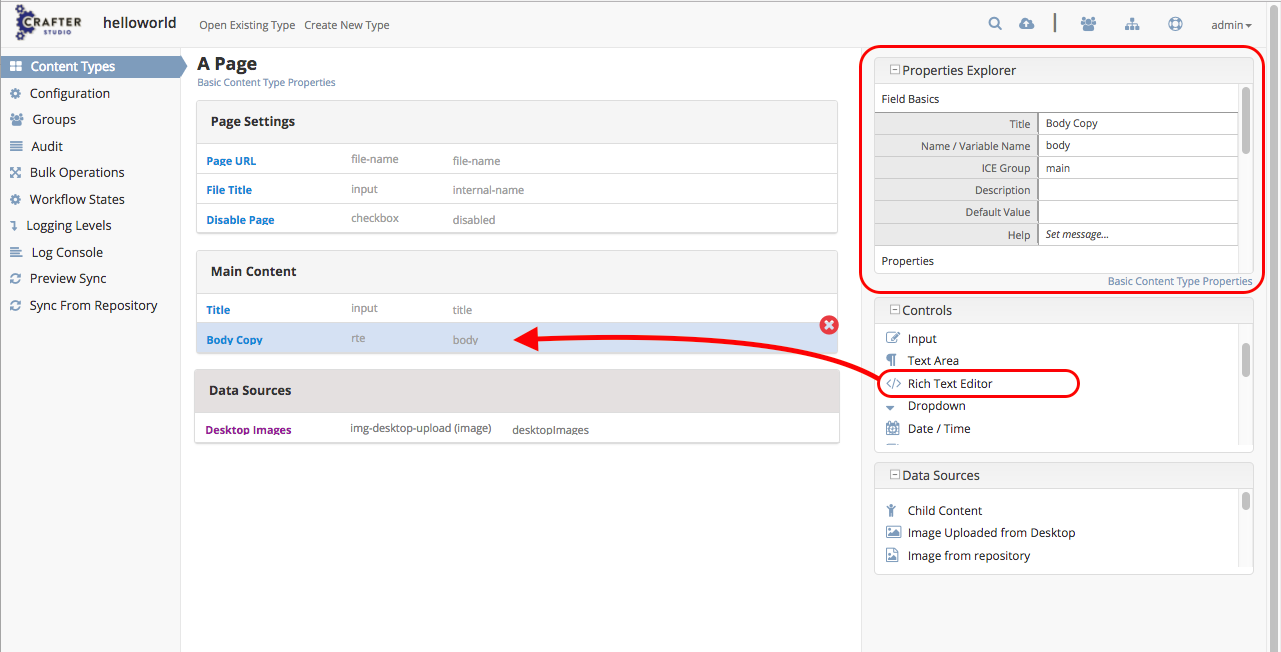 CRAFTER
STUDIO
helloworld
Open Existing Type
Create New Type
admin
Content Types
Configuration
Groups
Audit
Bulk Operations
Workflow States
Logging Levels
Log Console
Preview Sync
Sync From Repository
A Page
Basic Content Type Properties
Page Settings
Page URL file-name file-name
File Title input internal-name
Disable Page checkbox disabled
Main Content
Title input title
Body Copy rte body
Data Sources
Desktop Images img-desktop-upload (image) desktopImages
Properties Explorer
Field Basics
Title Body Copy
Name / Variable Name body
ICE Group main
Description
Default Value
Help Set message...
Properties
Basic Content Type Properties
Controls
Input
Text Area
Rich Text Editor
Dropdown
Date / Time
Data Sources
Child Content
Image Uploaded from Desktop
Image from repository